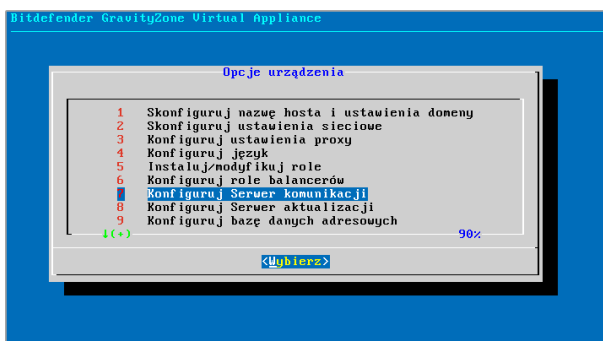 Bitdefender GravityZone Virtual Appliance
Opcje urządzenia
1 Skonfiguruj nazwę hosta i ustawienia domeny
2 Skonfiguruj ustawienia sieciowe
3 Konfiguruj ustawienia proxy
4 Konfiguruj język
5 Instaluj/modyfikuj role
6 Konfiguruj role balancerów
7 Konfiguruj Serwer komunikacji
8 Konfiguruj Serwer aktualizacji
9 Konfiguruj bazę danych adresowych
↓(+) 90%
<Wybierz>